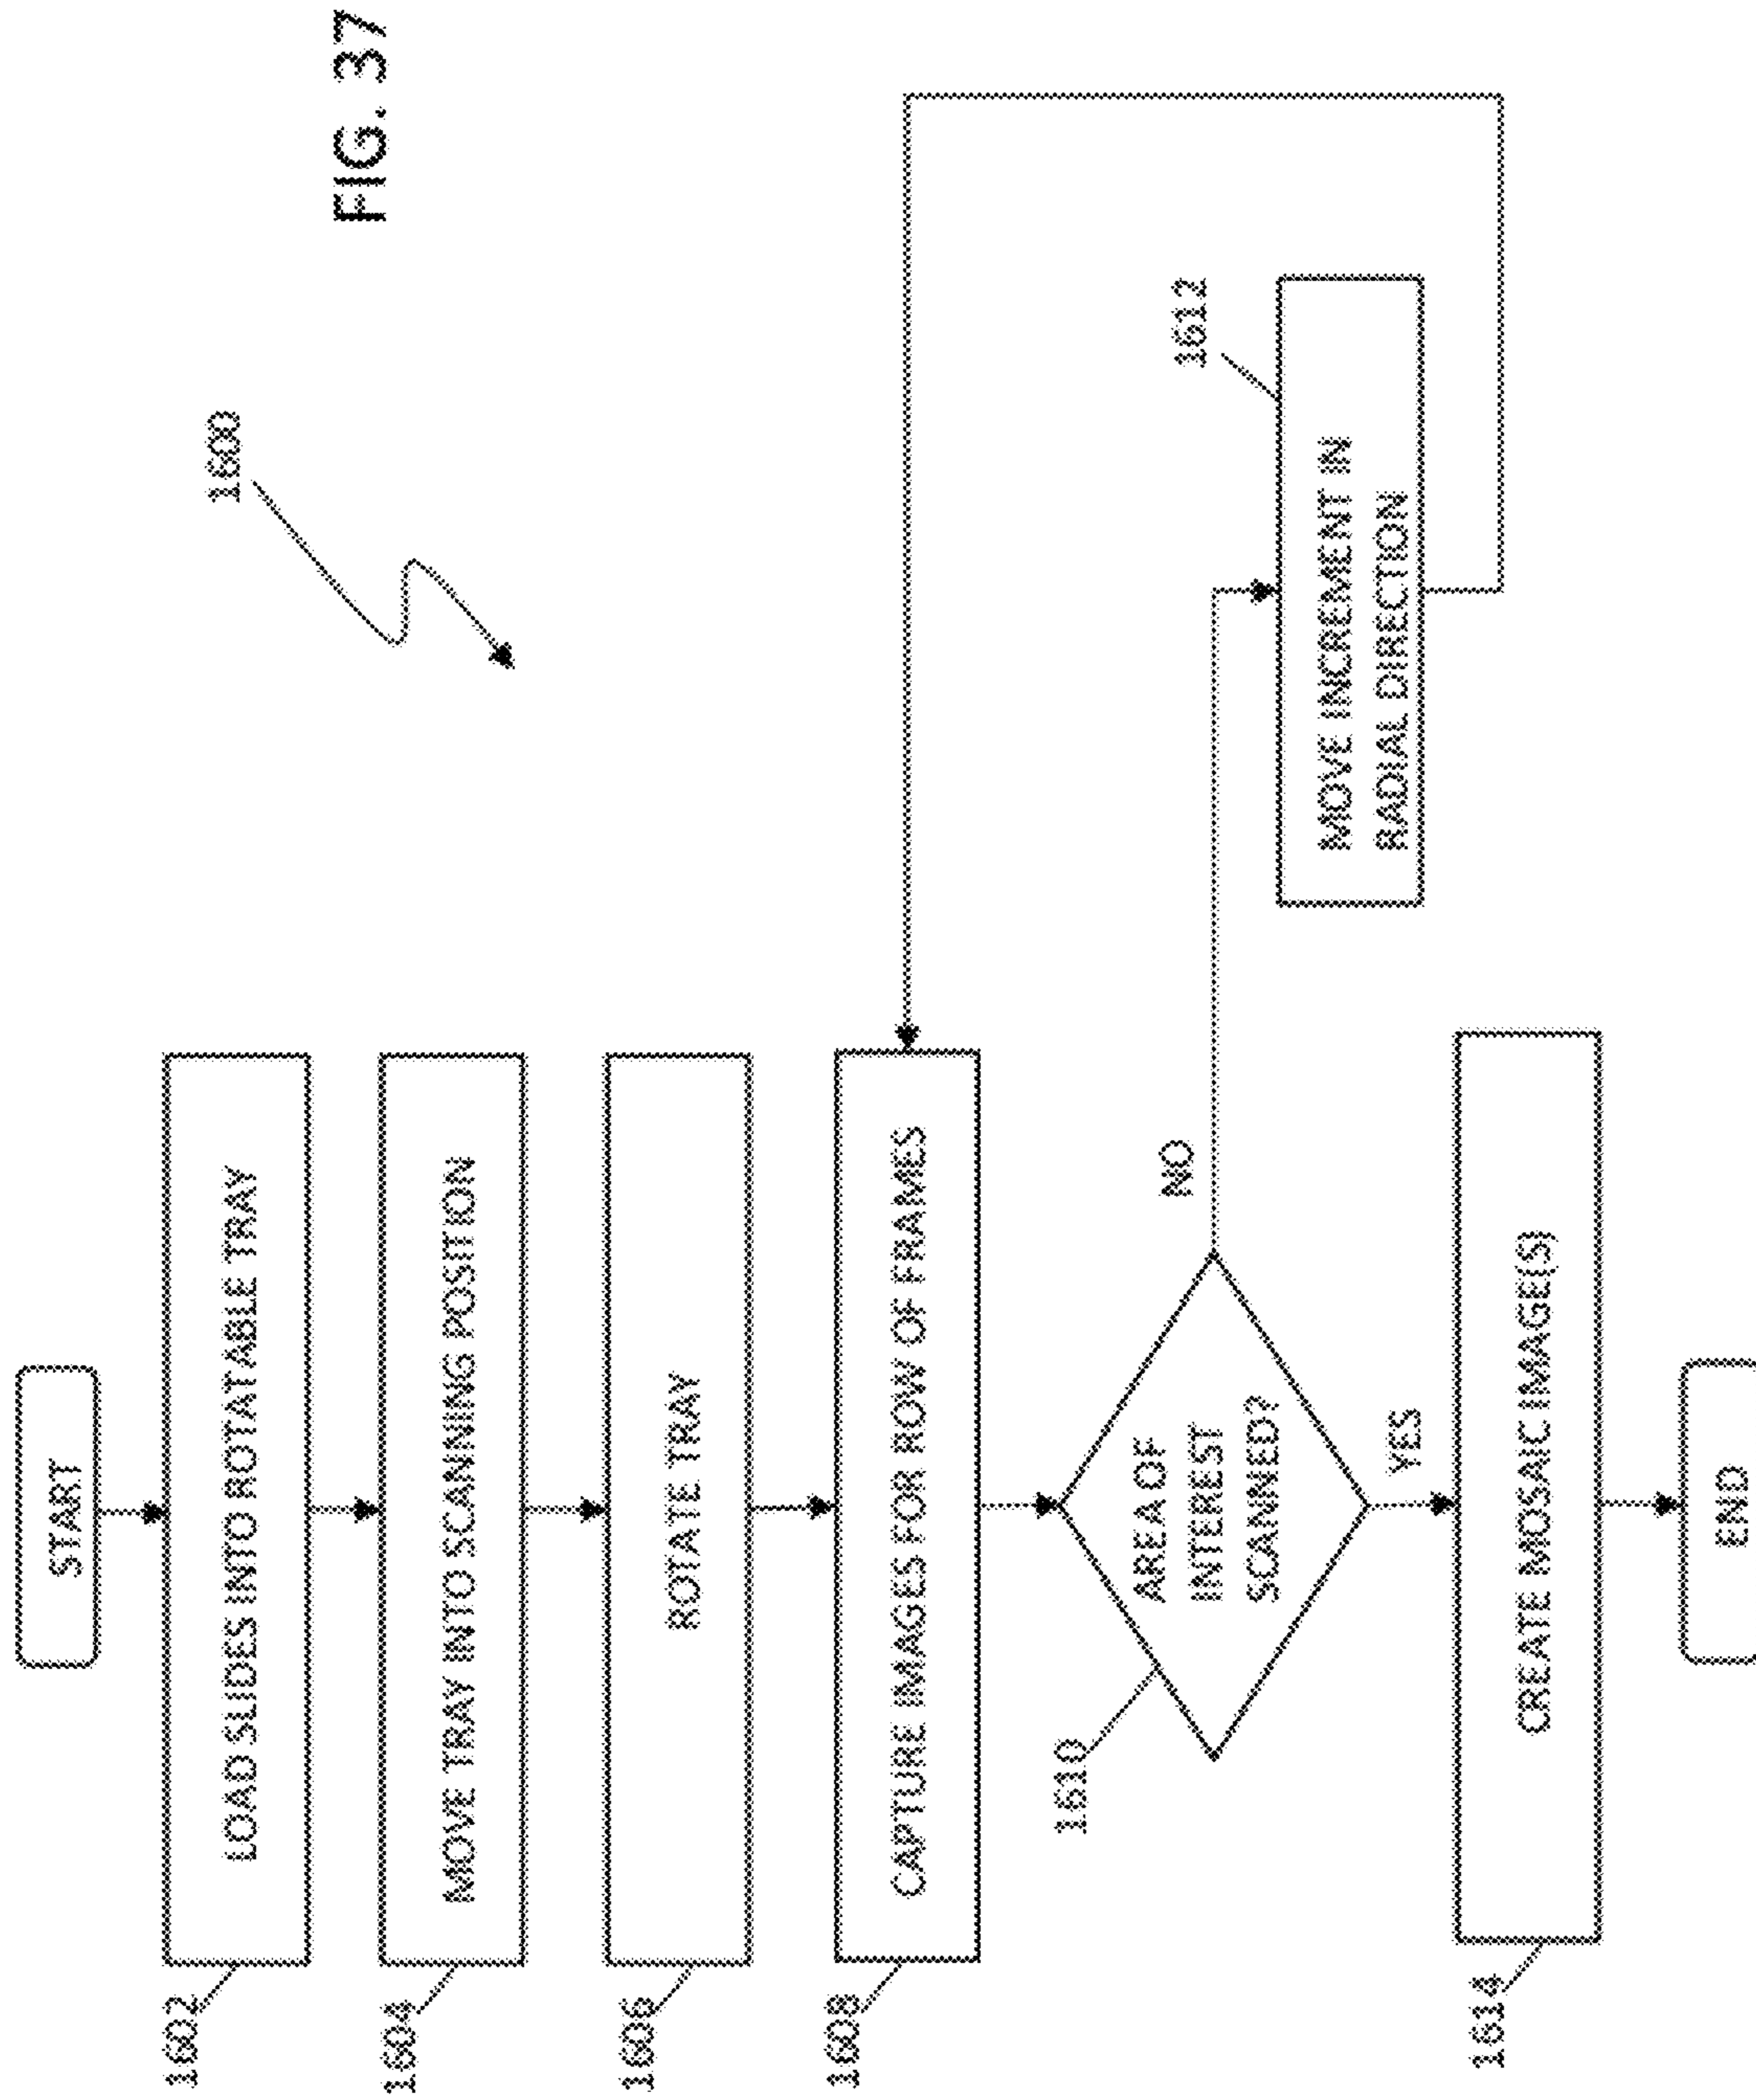 START
1602
LOAD SLIDES INTO ROTATABLE TRAY
1604
MOVE TRAY INTO SCANNING POSITION
1606
ROTATE TRAY
1608
CAPTURE IMAGES FOR ROW OF FRAMES
1610
AREA OF
INTEREST
SCANNED?
NO
YES
1612
MOVE INCREMENT IN
RADIAL DIRECTION
1614
CREATE MOSAIC IMAGE(S)
END
1600
FIG. 37